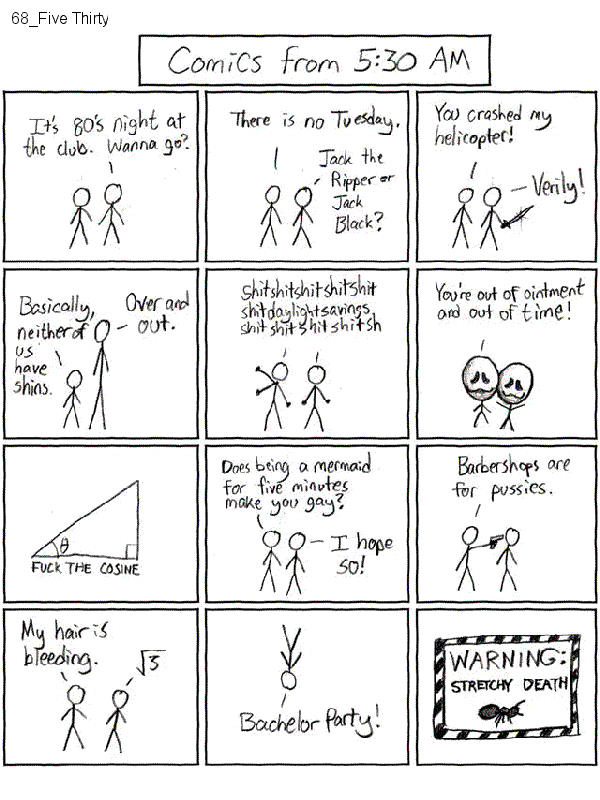 68_Five Thirty
Comics from 5:30 AM
It's 80's night at
the club. Wanna go?
There is no Tuesday.
Jack the
Ripper or
Jack
Black?
You crashed my
helicopter!
Verily!
Basically,
neither of
us
have
shins.
Over and
out.
Shitshitshitshitshit
shitdaylightsavings
shitshitshitshitsh
You're out of ointment
and out of time!
θ
FUCK THE COSINE
Does being a mermaid
for five minutes
make you gay?
I hope
so!
Barbershops are
for pussies.
My hair is
bleeding.
√3
Bachelor Party!
WARNING:
STRETCHY DEATH